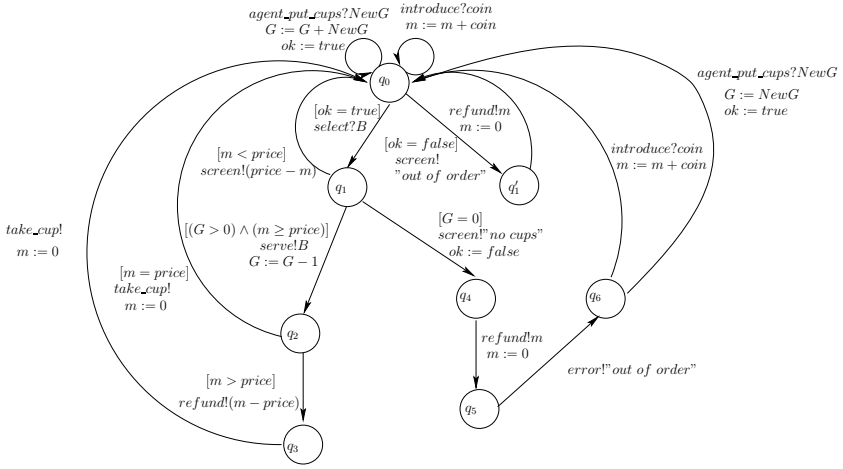 agent_put_cups?NewG
G := G + NewG
ok := true
introduce?coin
m := m + coin
q0
agent_put_cups?NewG
G := NewG
ok := true
[ok = true]
select?B
refund!m
m := 0
[ok = false]
screen!
"out of order"
[m < price]
screen!(price − m)
introduce?coin
m := m + coin
q1
q′1
[G = 0]
screen!"no cups"
ok := false
take_cup!
m := 0
[(G > 0) ∧ (m ≥ price)]
serve!B
G := G − 1
[m = price]
take_cup!
m := 0
q4
q6
q2
refund!m
m := 0
error!"out of order"
[m > price]
refund!(m − price)
q5
q3